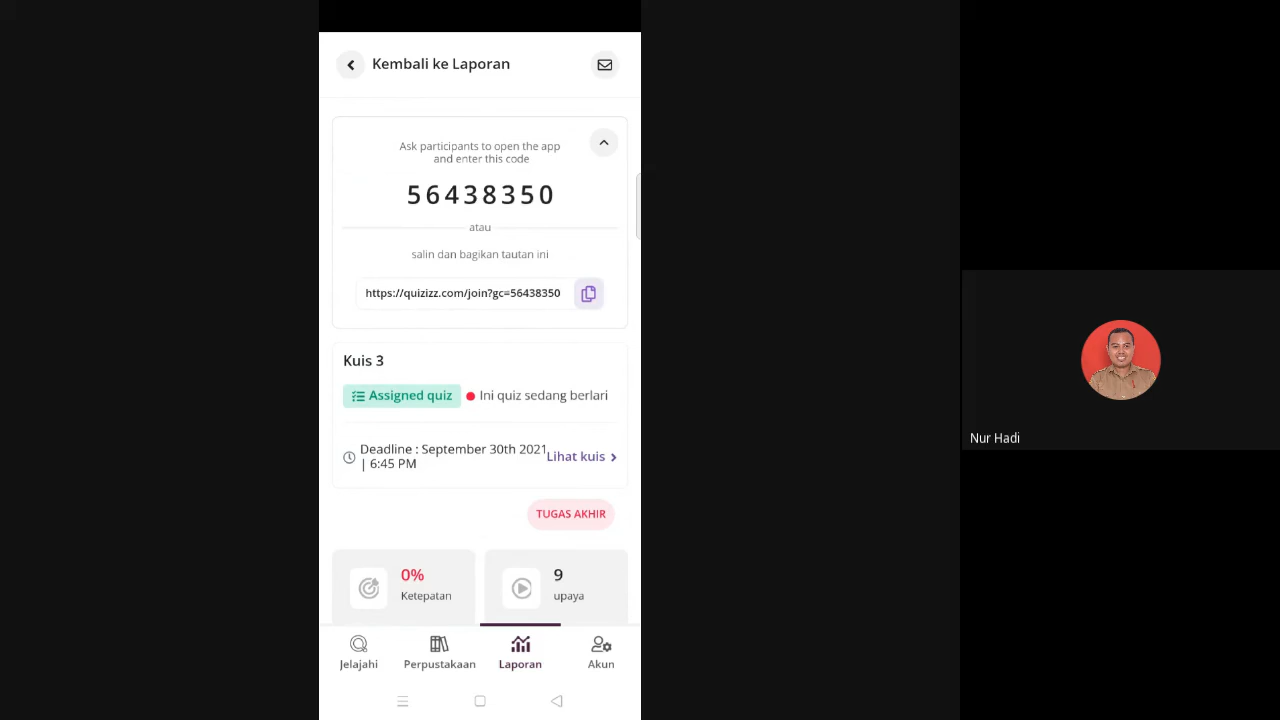 Kembali ke Laporan
Ask participants to open the app
and enter this code
56438350
atau
salin dan bagikan tautan ini
https://quizizz.com/join?gc=56438350
Kuis 3
Assigned quiz
Ini quiz sedang berlari
Deadline : September 30th 2021
| 6:45 PM
Lihat kuis
TUGAS AKHIR
0%
Ketepatan
9
upaya
Jelajahi
Perpustakaan
Laporan
Akun
Nur Hadi